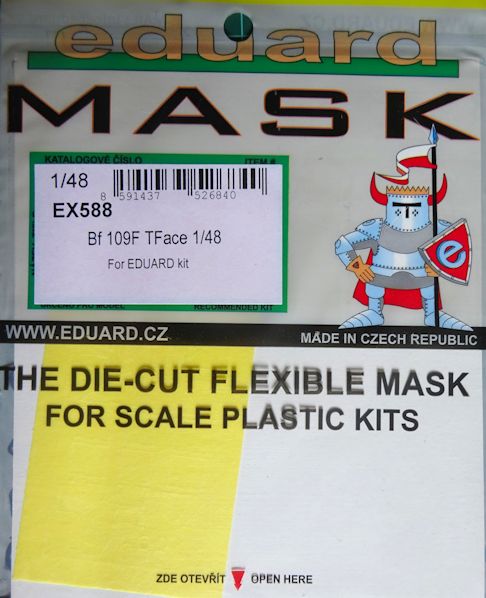 eduard
MASK
KATALOGOVÉ ČÍSLO ITEM #
1/48
8 591437 526840
EX588
Bf 109F TFace 1/48
For EDUARD kit
RECOMMENDED KIT
e
WWW.EDUARD.CZ MADE IN CZECH REPUBLIC
THE DIE-CUT FLEXIBLE MASK
FOR SCALE PLASTIC KITS
ZDE OTEVŘÍT OPEN HERE